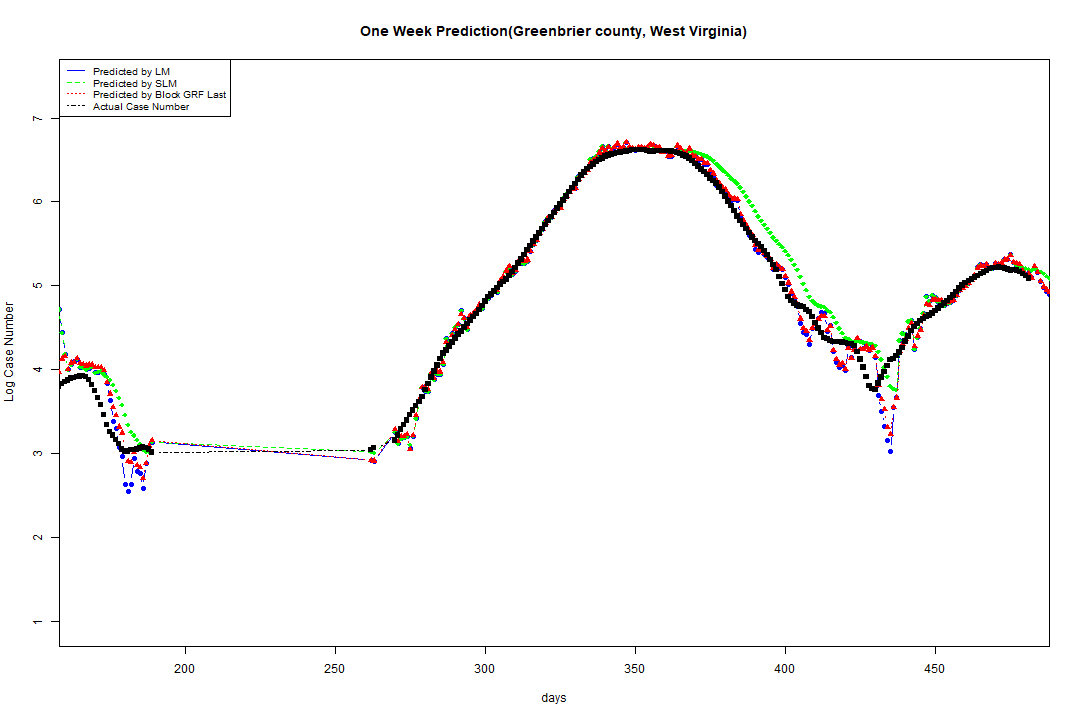 One Week Prediction(Greenbrier county, West Virginia)
Predicted by LM
Predicted by SLM
Predicted by Block GRF Last
Actual Case Number
7
6
5
4
3
2
1
Log Case Number
200 250 300 350 400 450
days